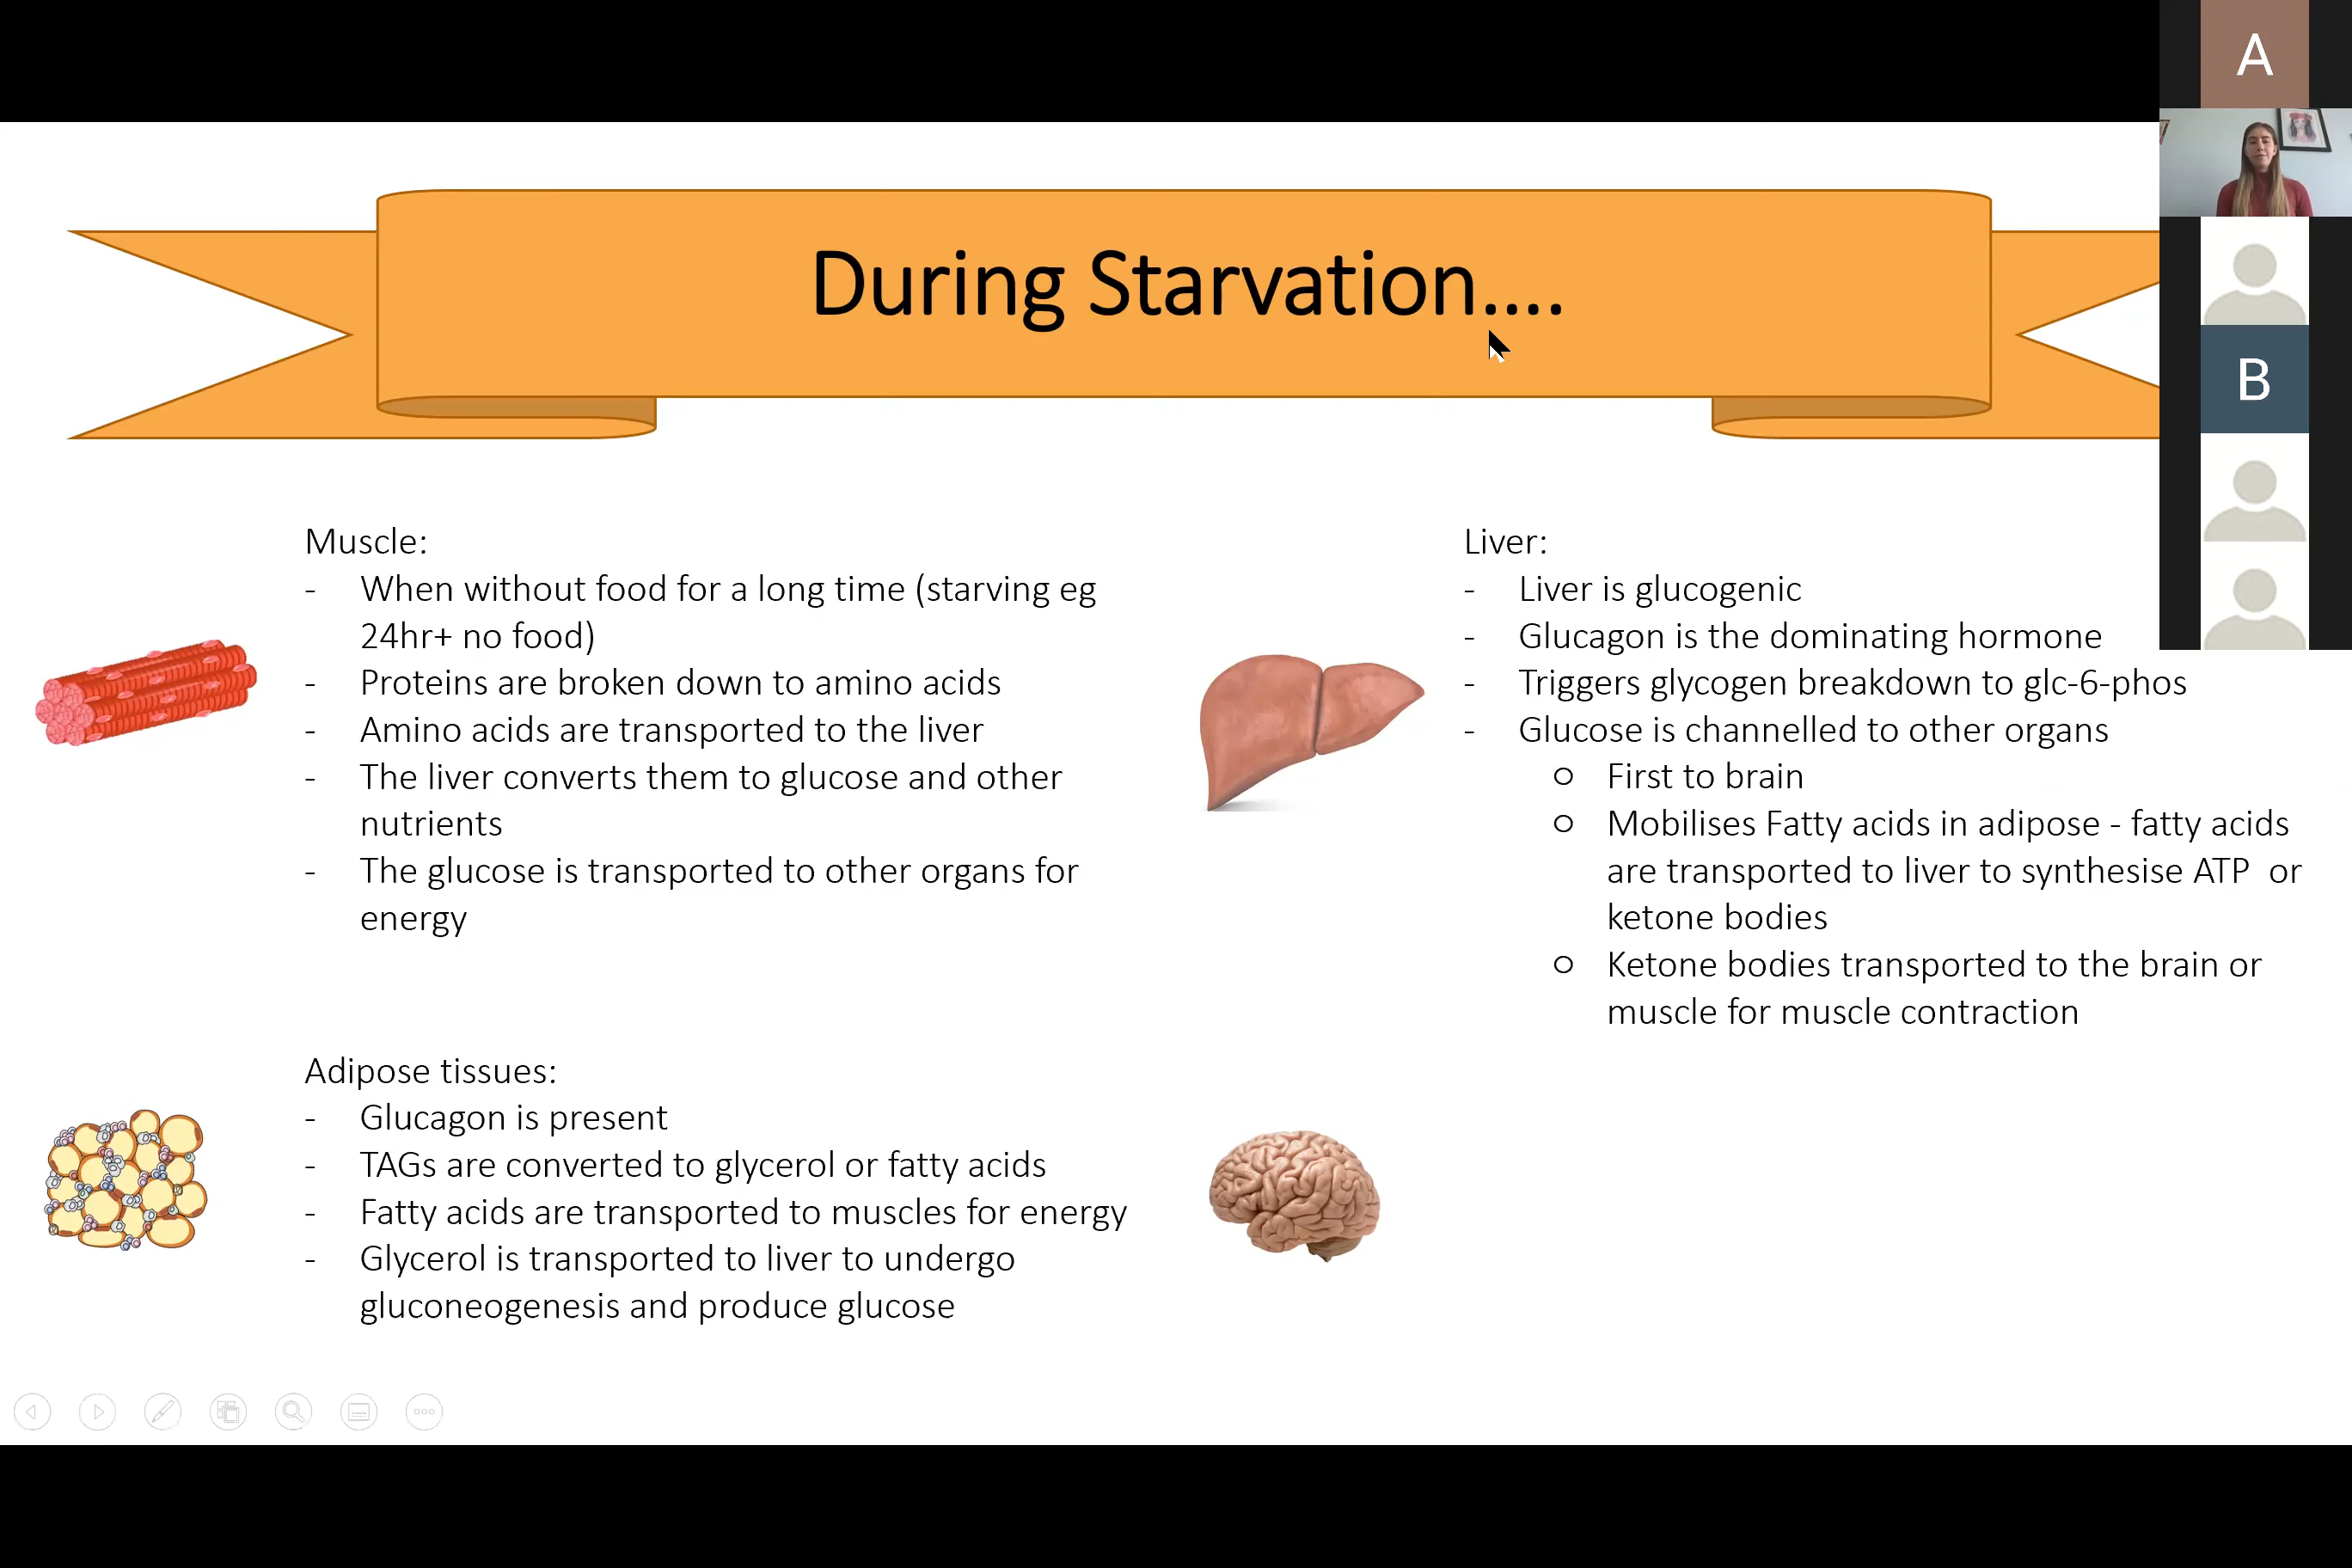 During Starvation....
Muscle:
- When without food for a long time (starving eg
24hr+ no food)
- Proteins are broken down to amino acids
- Amino acids are transported to the liver
- The liver converts them to glucose and other
nutrients
- The glucose is transported to other organs for
energy
Adipose tissues:
- Glucagon is present
- TAGs are converted to glycerol or fatty acids
- Fatty acids are transported to muscles for energy
- Glycerol is transported to liver to undergo
gluconeogenesis and produce glucose
Liver:
- Liver is glucogenic
- Glucagon is the dominating hormone
- Triggers glycogen breakdown to glc-6-phos
- Glucose is channelled to other organs
o First to brain
o Mobilises Fatty acids in adipose - fatty acids
are transported to liver to synthesise ATP or
ketone bodies
o Ketone bodies transported to the brain or
muscle for muscle contraction
A
B